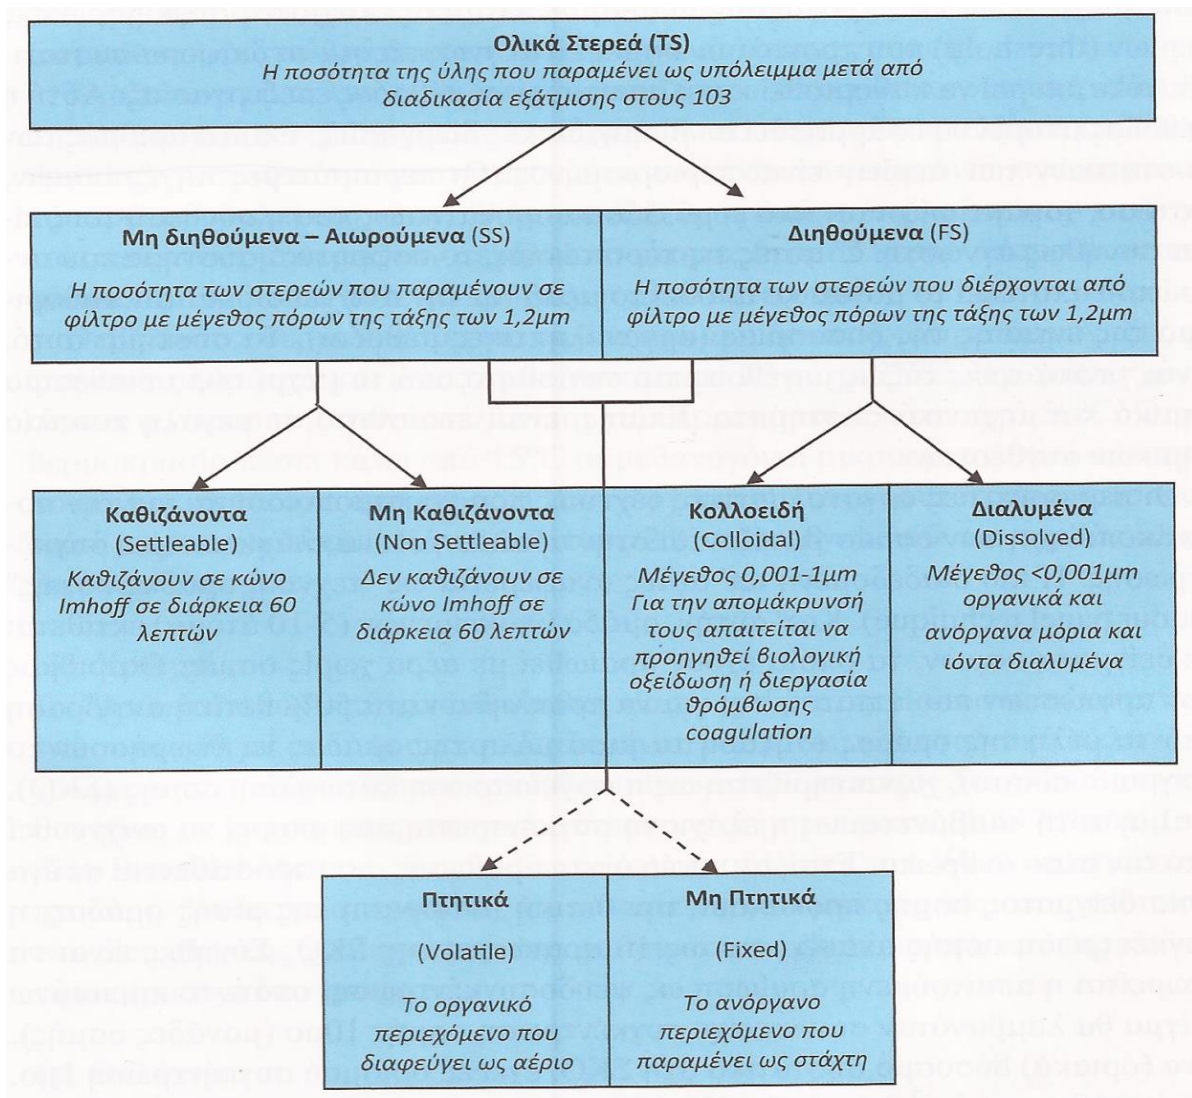 Ολικά Στερεά (TS)
Η ποσότητα της ύλης που παραμένει ως υπόλειμμα μετά από
διαδικασία εξάτμισης στους 103
Μη διηθούμενα – Αιωρούμενα (SS)
Η ποσότητα των στερεών που παραμένουν σε
φίλτρο με μέγεθος πόρων της τάξης των 1,2μm
Διηθούμενα (FS)
Η ποσότητα των στερεών που διέρχονται από
φίλτρο με μέγεθος πόρων της τάξης των 1,2μm
Καθιζάνοντα
(Settleable)
Καθιζάνουν σε κώνο
Imhoff σε διάρκεια 60
λεπτών
Μη Καθιζάνοντα
(Non Settleable)
Δεν καθιζάνουν σε
κώνο Imhoff σε
διάρκεια 60 λεπτών
Κολλοειδή
(Colloidal)
Μέγεθος 0,001-1μm
Για την απομάκρυνσή
τους απαιτείται να
προηγηθεί βιολογική
οξείδωση ή διεργασία
θρόμβωσης
coagulation
Διαλυμένα
(Dissolved)
Μέγεθος <0,001μm
οργανικά και
ανόργανα μόρια και
ιόντα διαλυμένα
Πτητικά
(Volatile)
Το οργανικό
περιεχόμενο που
διαφεύγει ως αέριο
Μη Πτητικά
(Fixed)
Το ανόργανο
περιεχόμενο που
παραμένει ως στάχτη